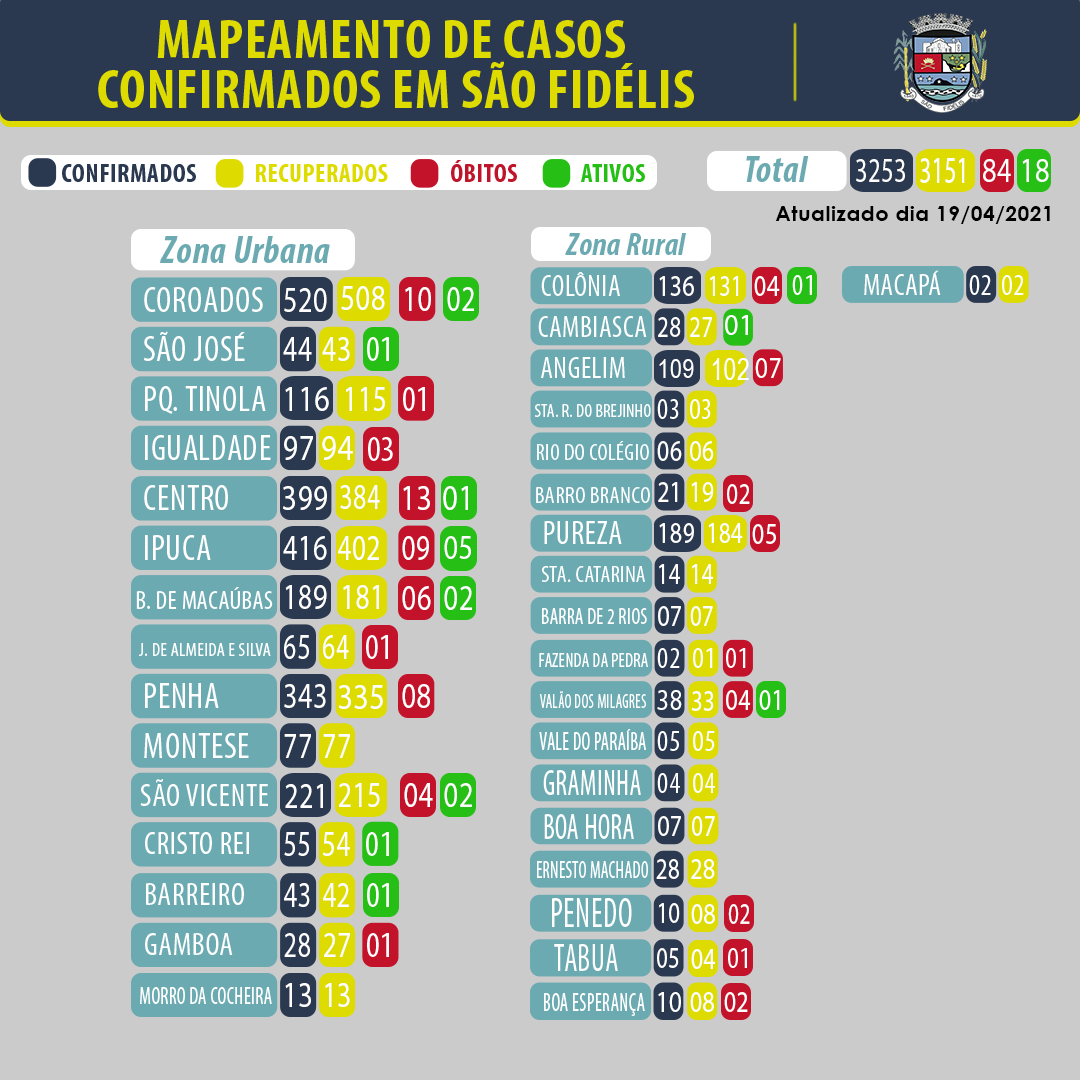 MAPEAMENTO DE CASOS
CONFIRMADOS EM SÃO FIDÉLIS
SÃO FIDÉLIS
CONFIRMADOS RECUPERADOS ÓBITOS ATIVOS
Total 3253 3151 84 18
Atualizado dia 19/04/2021
Zona Urbana
COROADOS 520 508 10 02
SÃO JOSÉ 44 43 01
PQ. TINOLA 116 115 01
IGUALDADE 97 94 03
CENTRO 399 384 13 01
IPUCA 416 402 09 05
B. DE MACAÚBAS 189 181 06 02
J. DE ALMEIDA E SILVA 65 64 01
PENHA 343 335 08
MONTESE 77 77
SÃO VICENTE 221 215 04 02
CRISTO REI 55 54 01
BARREIRO 43 42 01
GAMBOA 28 27 01
MORRO DA COCHEIRA 13 13
Zona Rural
COLÔNIA 136 131 04 01
CAMBIASCA 28 27 01
ANGELIM 109 102 07
STA. R. DO BREJINHO 03 03
RIO DO COLÉGIO 06 06
BARRO BRANCO 21 19 02
PUREZA 189 184 05
STA. CATARINA 14 14
BARRA DE 2 RIOS 07 07
FAZENDA DA PEDRA 02 01 01
VALÃO DOS MILAGRES 38 33 04 01
VALE DO PARAÍBA 05 05
GRAMINHA 04 04
BOA HORA 07 07
ERNESTO MACHADO 28 28
PENEDO 10 08 02
TABUA 05 04 01
BOA ESPERANÇA 10 08 02
MACAPÁ 02 02